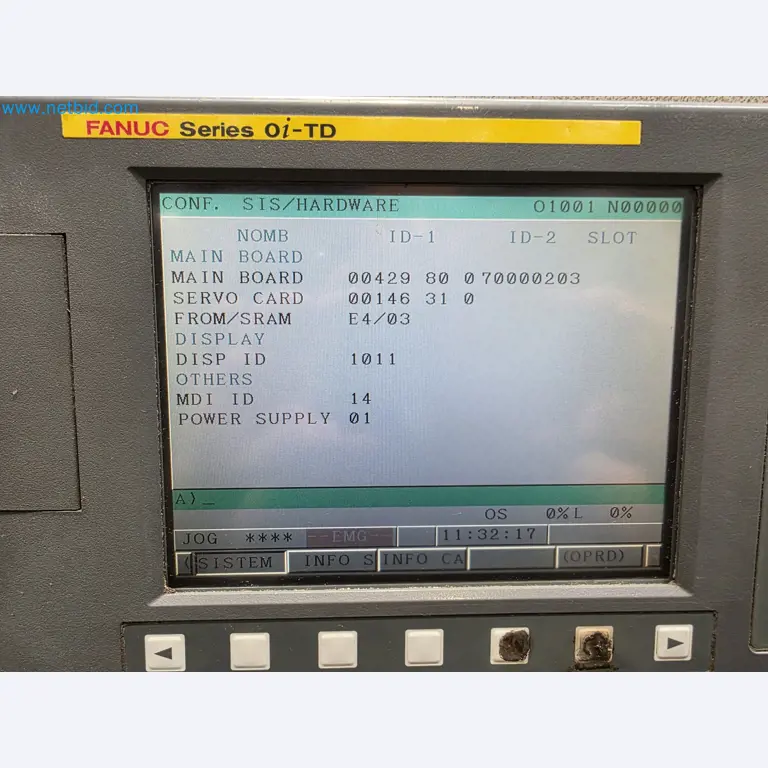 www.netbid.com
FANUC Series 0i-TD
CONF. SIS/HARDWARE O1001 N00000
NOMB ID-1 ID-2 SLOT
MAIN BOARD
MAIN BOARD 00429 80 0 70000203
SERVO CARD 00146 31 0
FROM/SRAM E4/03
DISPLAY
DISP ID 1011
OTHERS
MDI ID 14
POWER SUPPLY 01
A)_
OS 0% L 0%
JOG **** --EMG-- 11:32:17
(SISTEM INFO S INFO CA (OPRD)